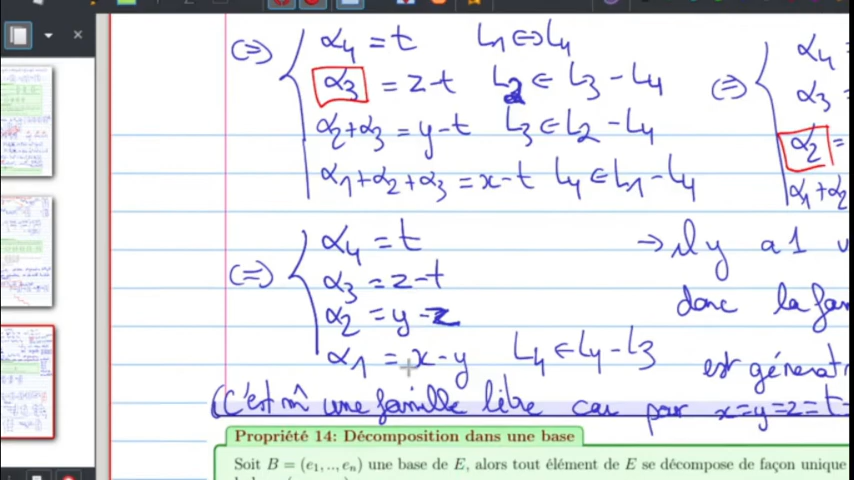 (⇒) { α4 = t L1 ⇔ L4
α3 = z-t L2 ← L3 - L4
α2+α3 = y-t L3 ← L2 - L4
α1+α2+α3 = x-t L4 ← L1 - L4
(⇒) { α4
α3 =
α2 =
α1+α2
(⇒) { α4 = t
α3 = z-t
α2 = y-z
α1 = x-y L4 ← L4 - L3
→ il y a 1
donc la fam
est générat
(C'est m̂ une famille libre car pour x=y=z=t=
Propriété 14: Décomposition dans une base
Soit B = (e1,..,en) une base de E, alors tout élément de E se décompose de façon unique